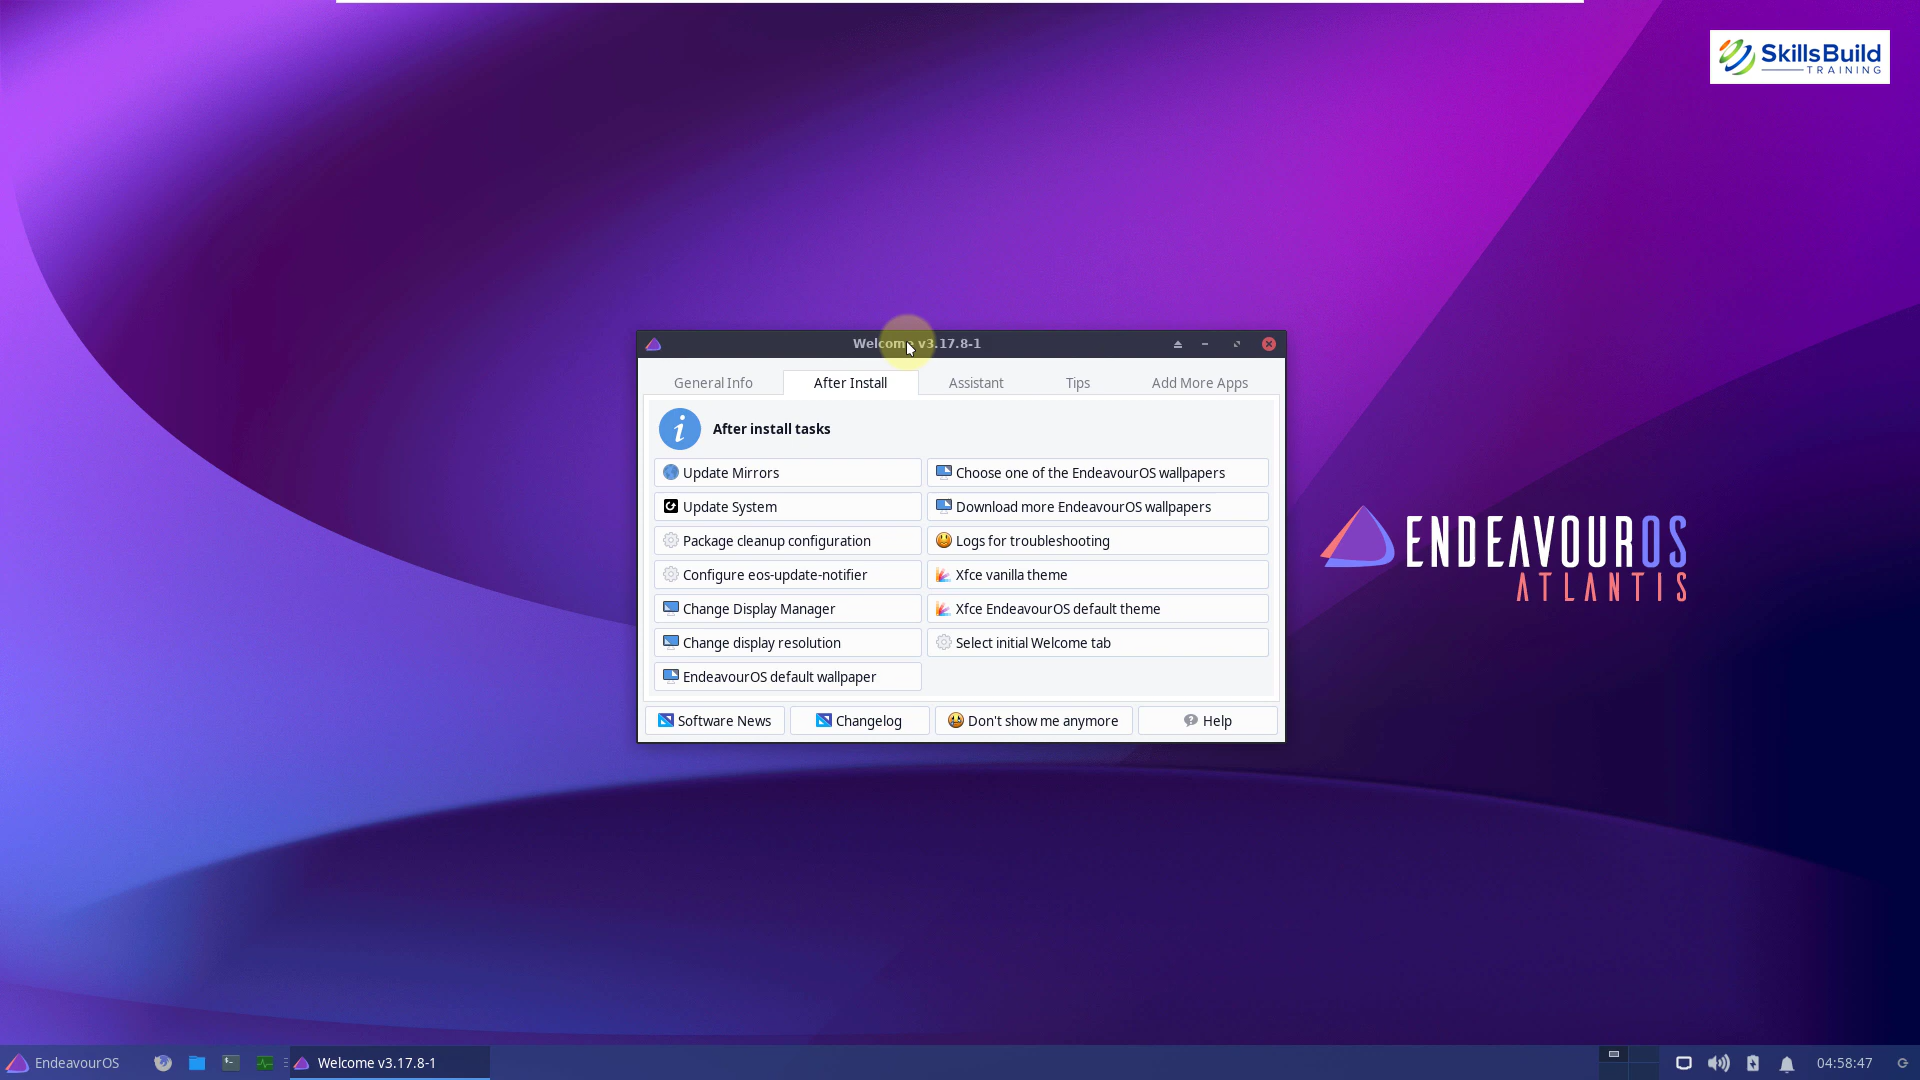 SkillsBuild
TRAINING
Welcome v3.17.8-1
General Info
After Install
Assistant
Tips
Add More Apps
After install tasks
Update Mirrors
Choose one of the EndeavourOS wallpapers
Update System
Download more EndeavourOS wallpapers
Package cleanup configuration
Logs for troubleshooting
Configure eos-update-notifier
Xfce vanilla theme
Change Display Manager
Xfce EndeavourOS default theme
Change display resolution
Select initial Welcome tab
EndeavourOS default wallpaper
Software News
Changelog
Don't show me anymore
Help
ENDEAVOUROS
ATLANTIS
EndeavourOS
Welcome v3.17.8-1
04:58:47